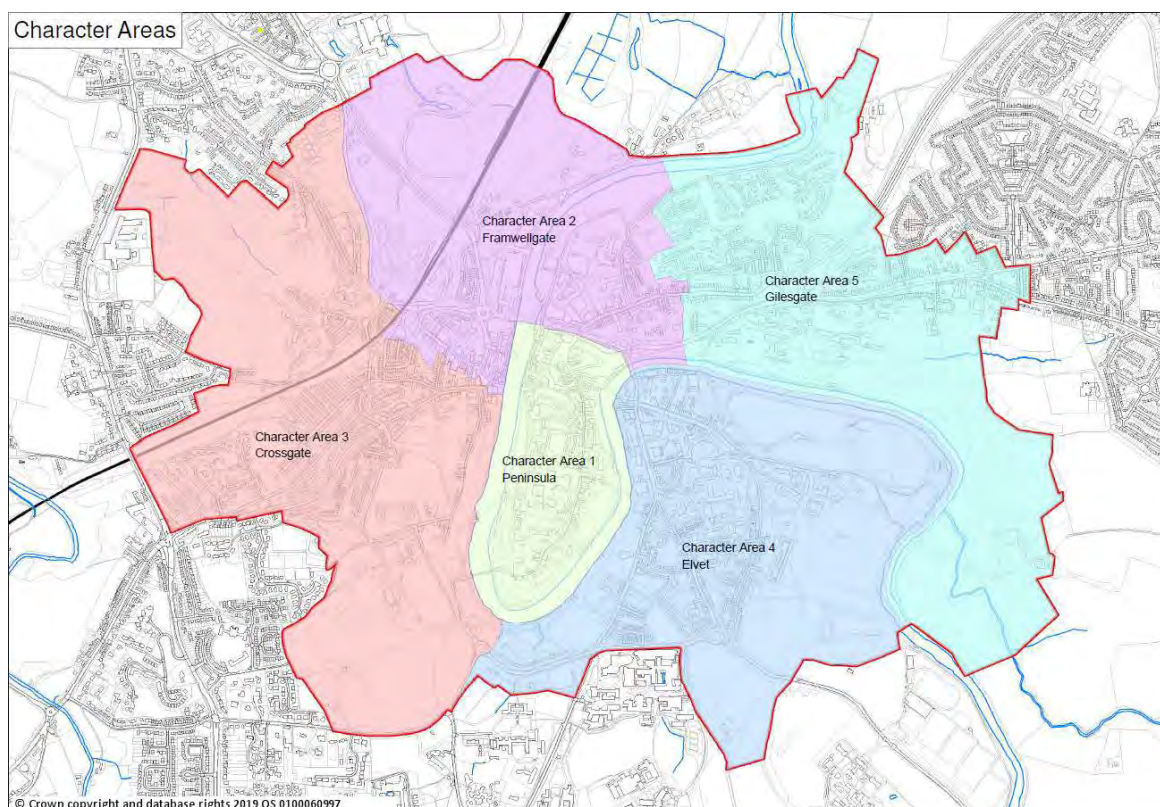 Character Areas
Character Area 2
Framwellgate
Character Area 5
Gilesgate
Character Area 3
Crossgate
Character Area 1
Peninsula
Character Area 4
Elvet
© Crown copyright and database rights 2019 OS 0100060997